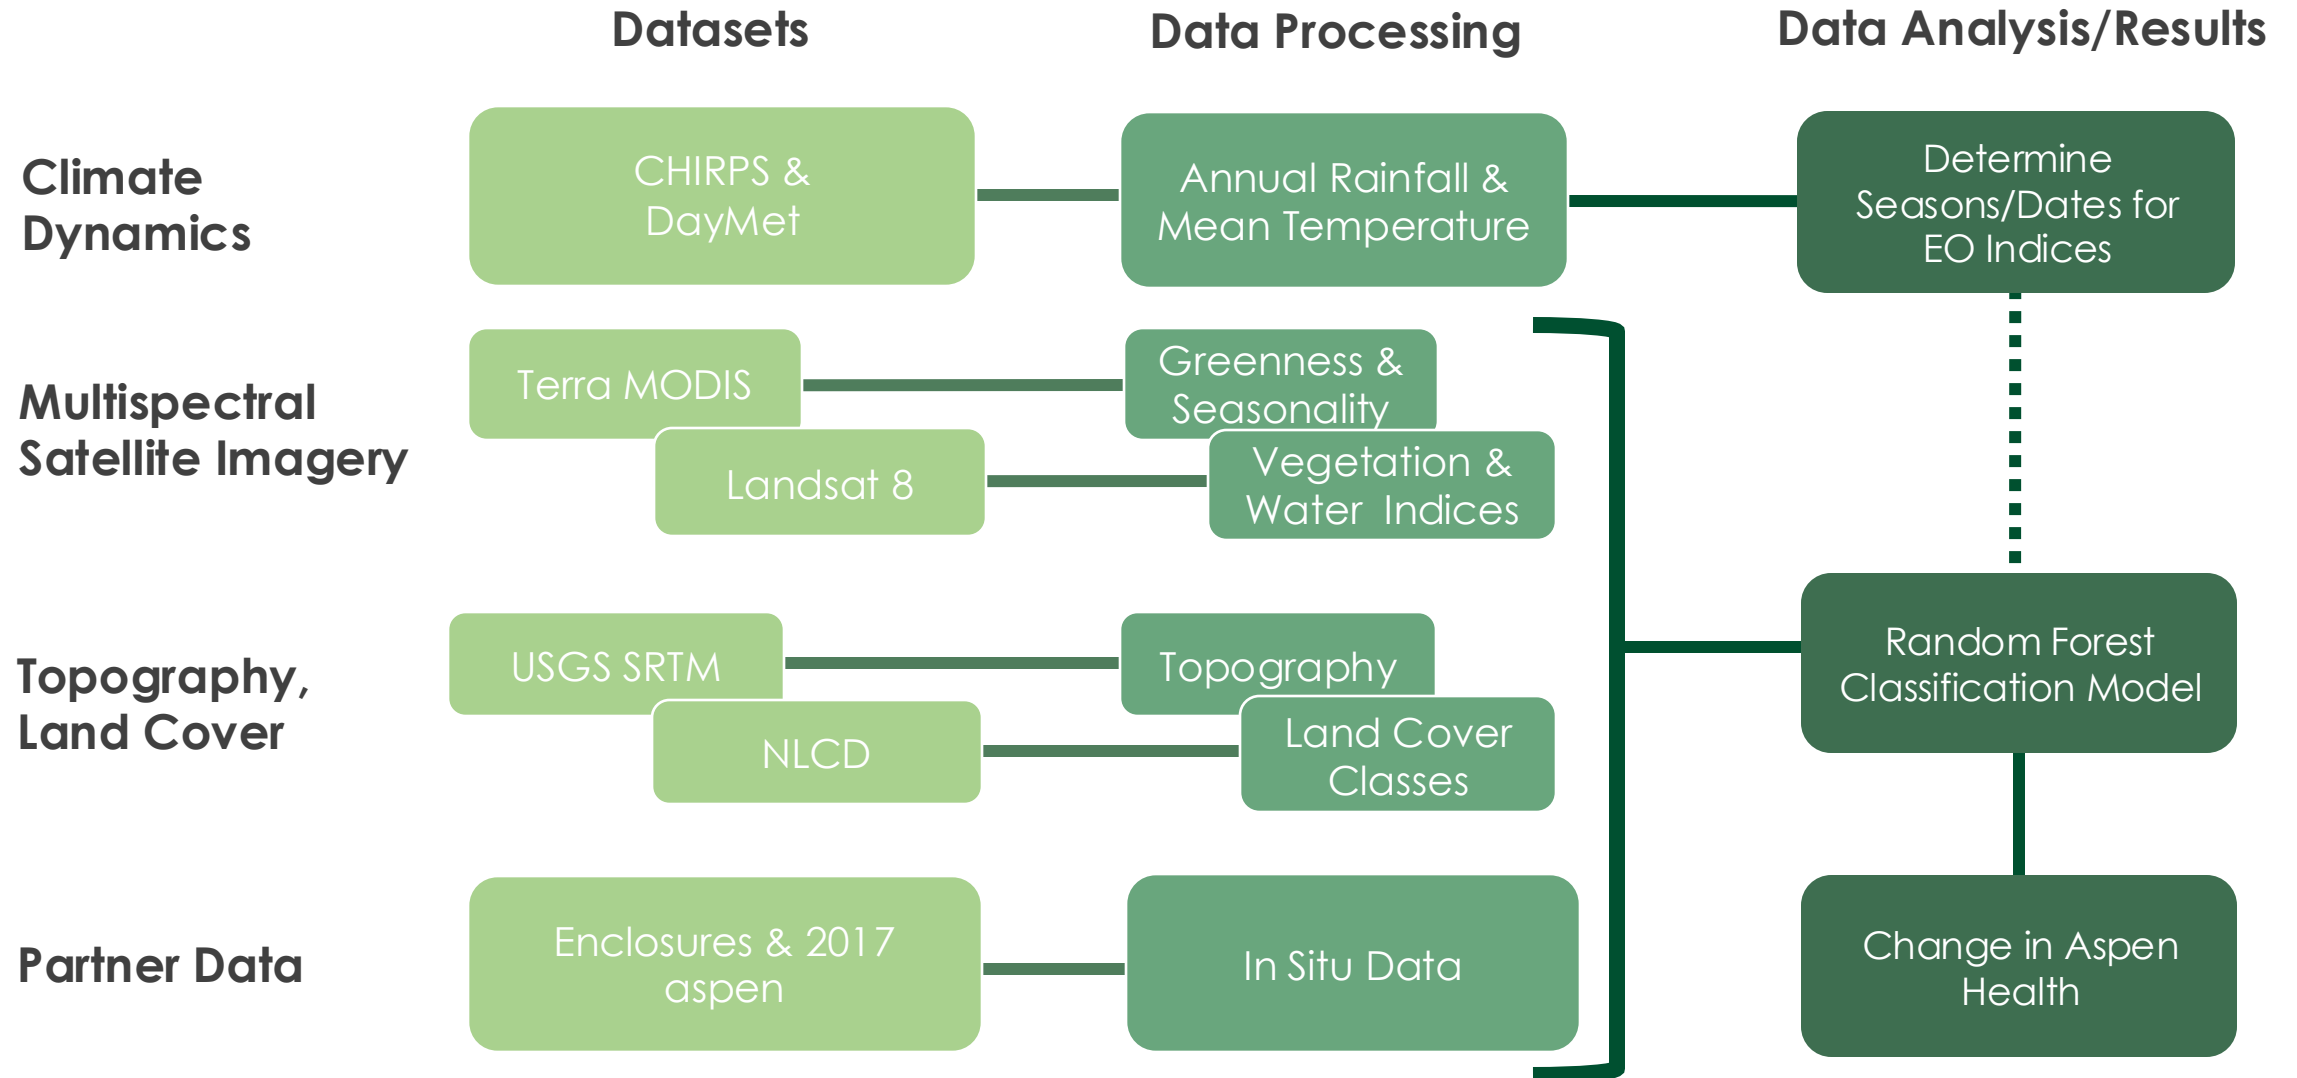 Datasets
Data Processing
Data Analysis/Results
Climate
Dynamics
CHIRPS &
DayMet
Annual Rainfall &
Mean Temperature
Determine
Seasons/Dates for
EO Indices
Multispectral
Satellite Imagery
Terra MODIS
Greenness &
Seasonality
Landsat 8
Vegetation &
Water Indices
Topography,
Land Cover
USGS SRTM
Topography
NLCD
Land Cover
Classes
Random Forest
Classification Model
Partner Data
Enclosures & 2017
aspen
In Situ Data
Change in Aspen
Health